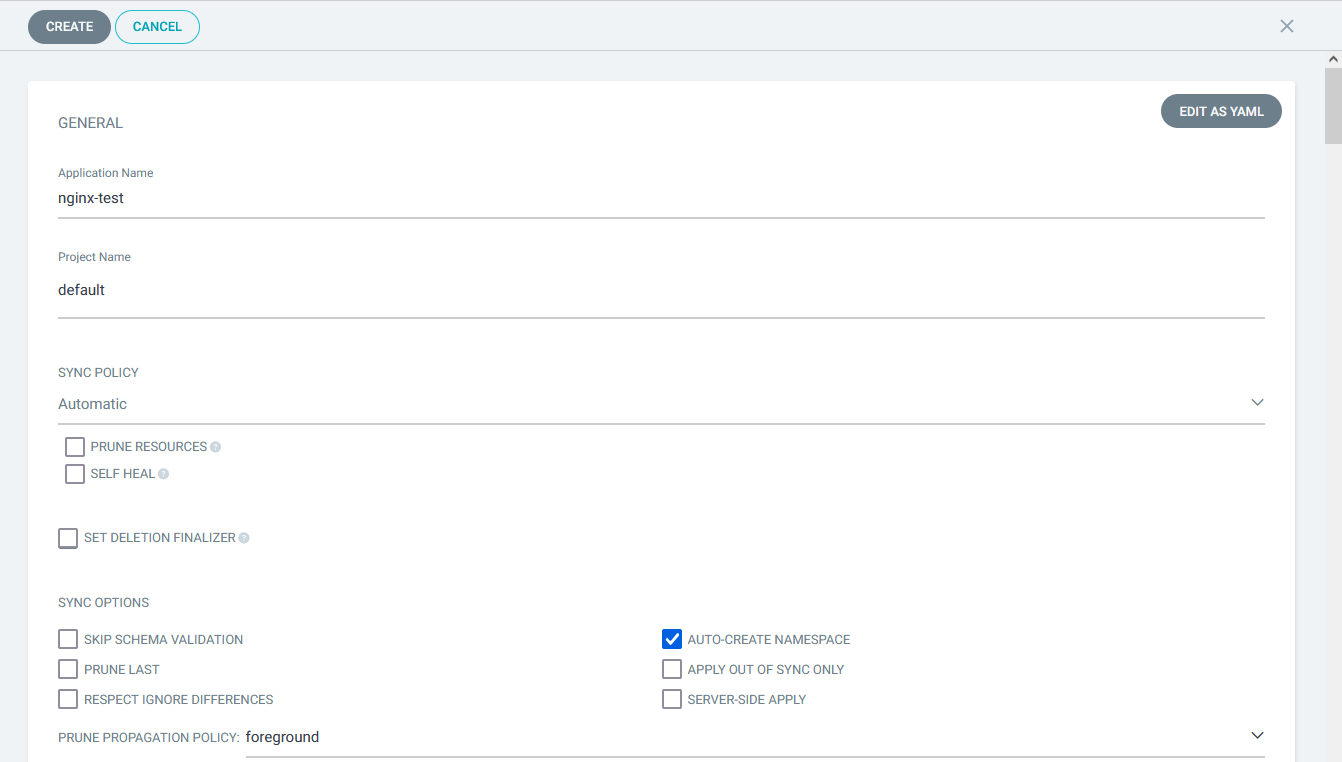 CREATE CANCEL
EDIT AS YAML
GENERAL
Application Name
nginx-test
Project Name
default
SYNC POLICY
Automatic
PRUNE RESOURCES ?
SELF HEAL ?
SET DELETION FINALIZER ?
SYNC OPTIONS
SKIP SCHEMA VALIDATION AUTO-CREATE NAMESPACE
PRUNE LAST APPLY OUT OF SYNC ONLY
RESPECT IGNORE DIFFERENCES SERVER-SIDE APPLY
PRUNE PROPAGATION POLICY: foreground